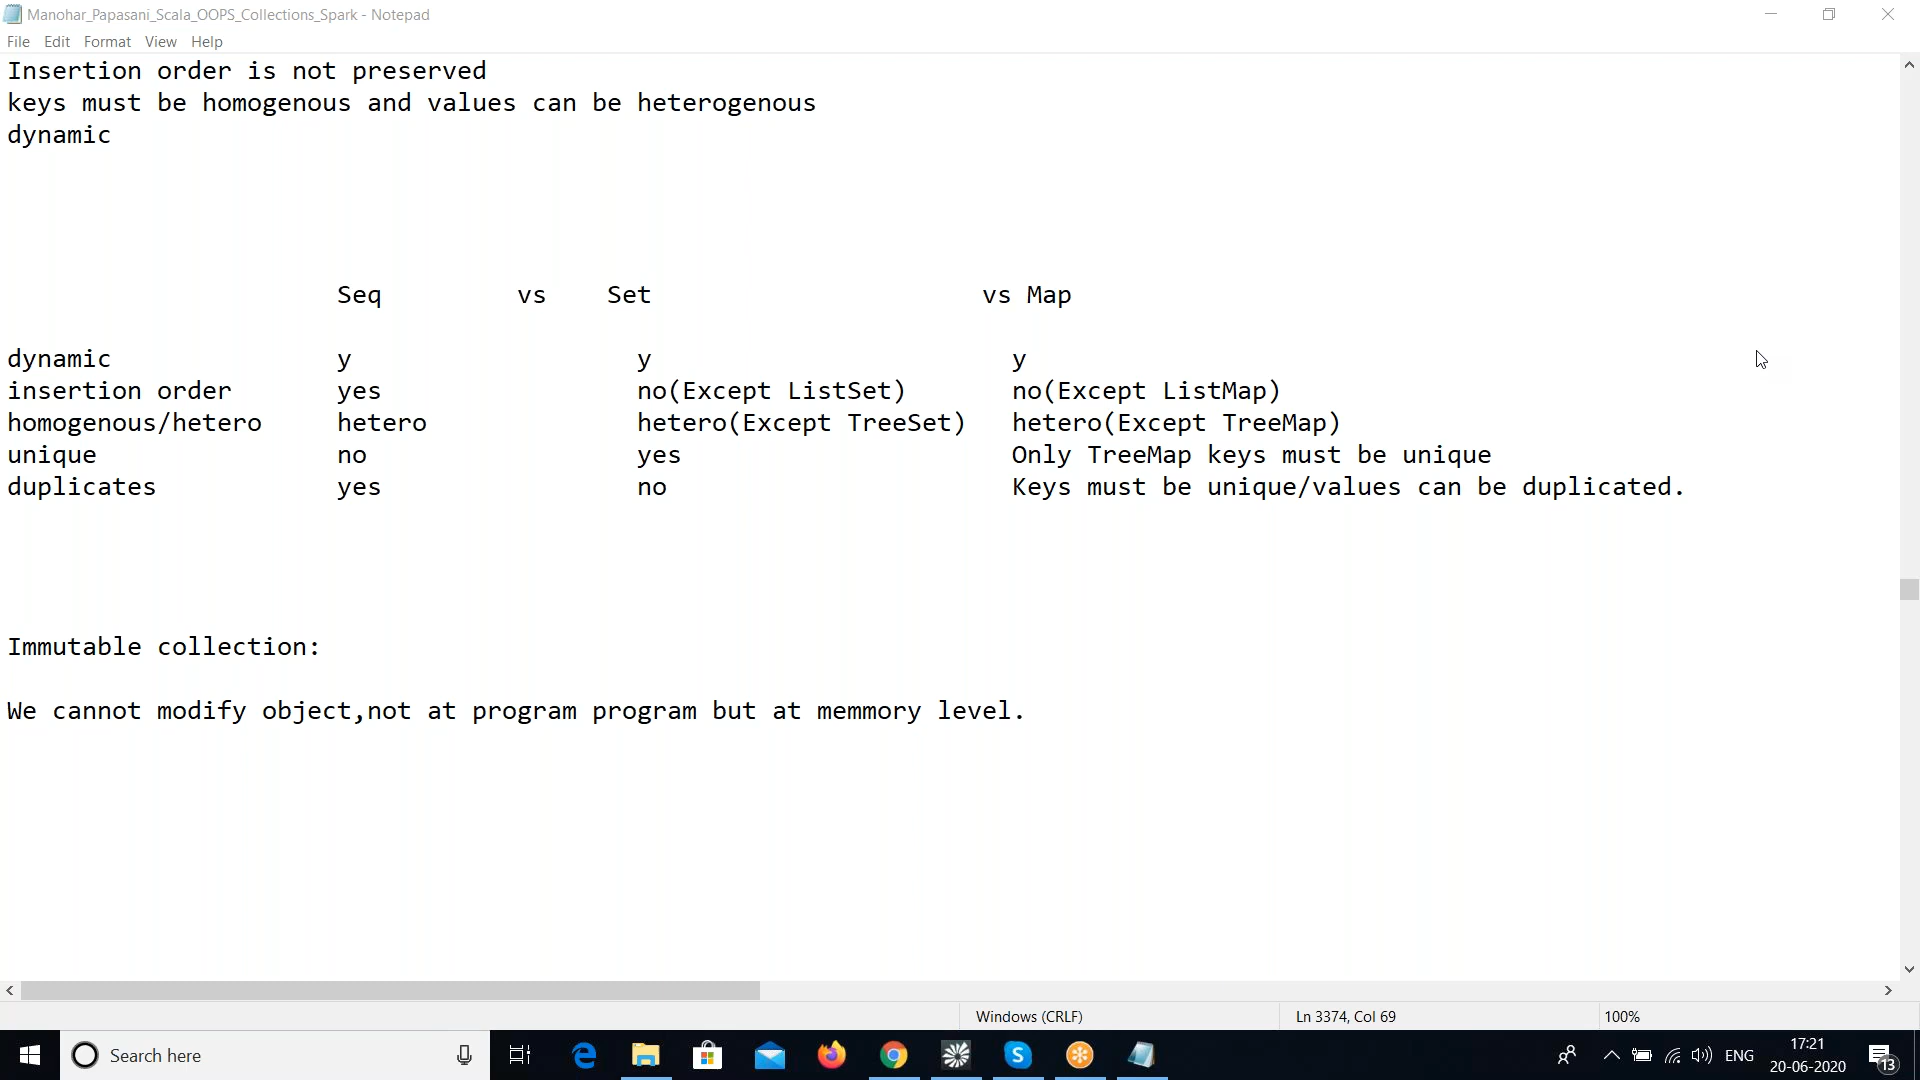 Manohar_Papasani_Scala_OOPS_Collections_Spark - Notepad
File Edit Format View Help
Insertion order is not preserved
keys must be homogenous and values can be heterogenous
dynamic
Seq vs Set vs Map
dynamic y y y
insertion order yes no(Except ListSet) no(Except ListMap)
homogenous/hetero hetero hetero(Except TreeSet) hetero(Except TreeMap)
unique no yes Only TreeMap keys must be unique
duplicates yes no Keys must be unique/values can be duplicated.
Immutable collection:
We cannot modify object,not at program program but at memmory level.
Windows (CRLF) Ln 3374, Col 69 100%
Search here
ENG
17:21
20-06-2020
13